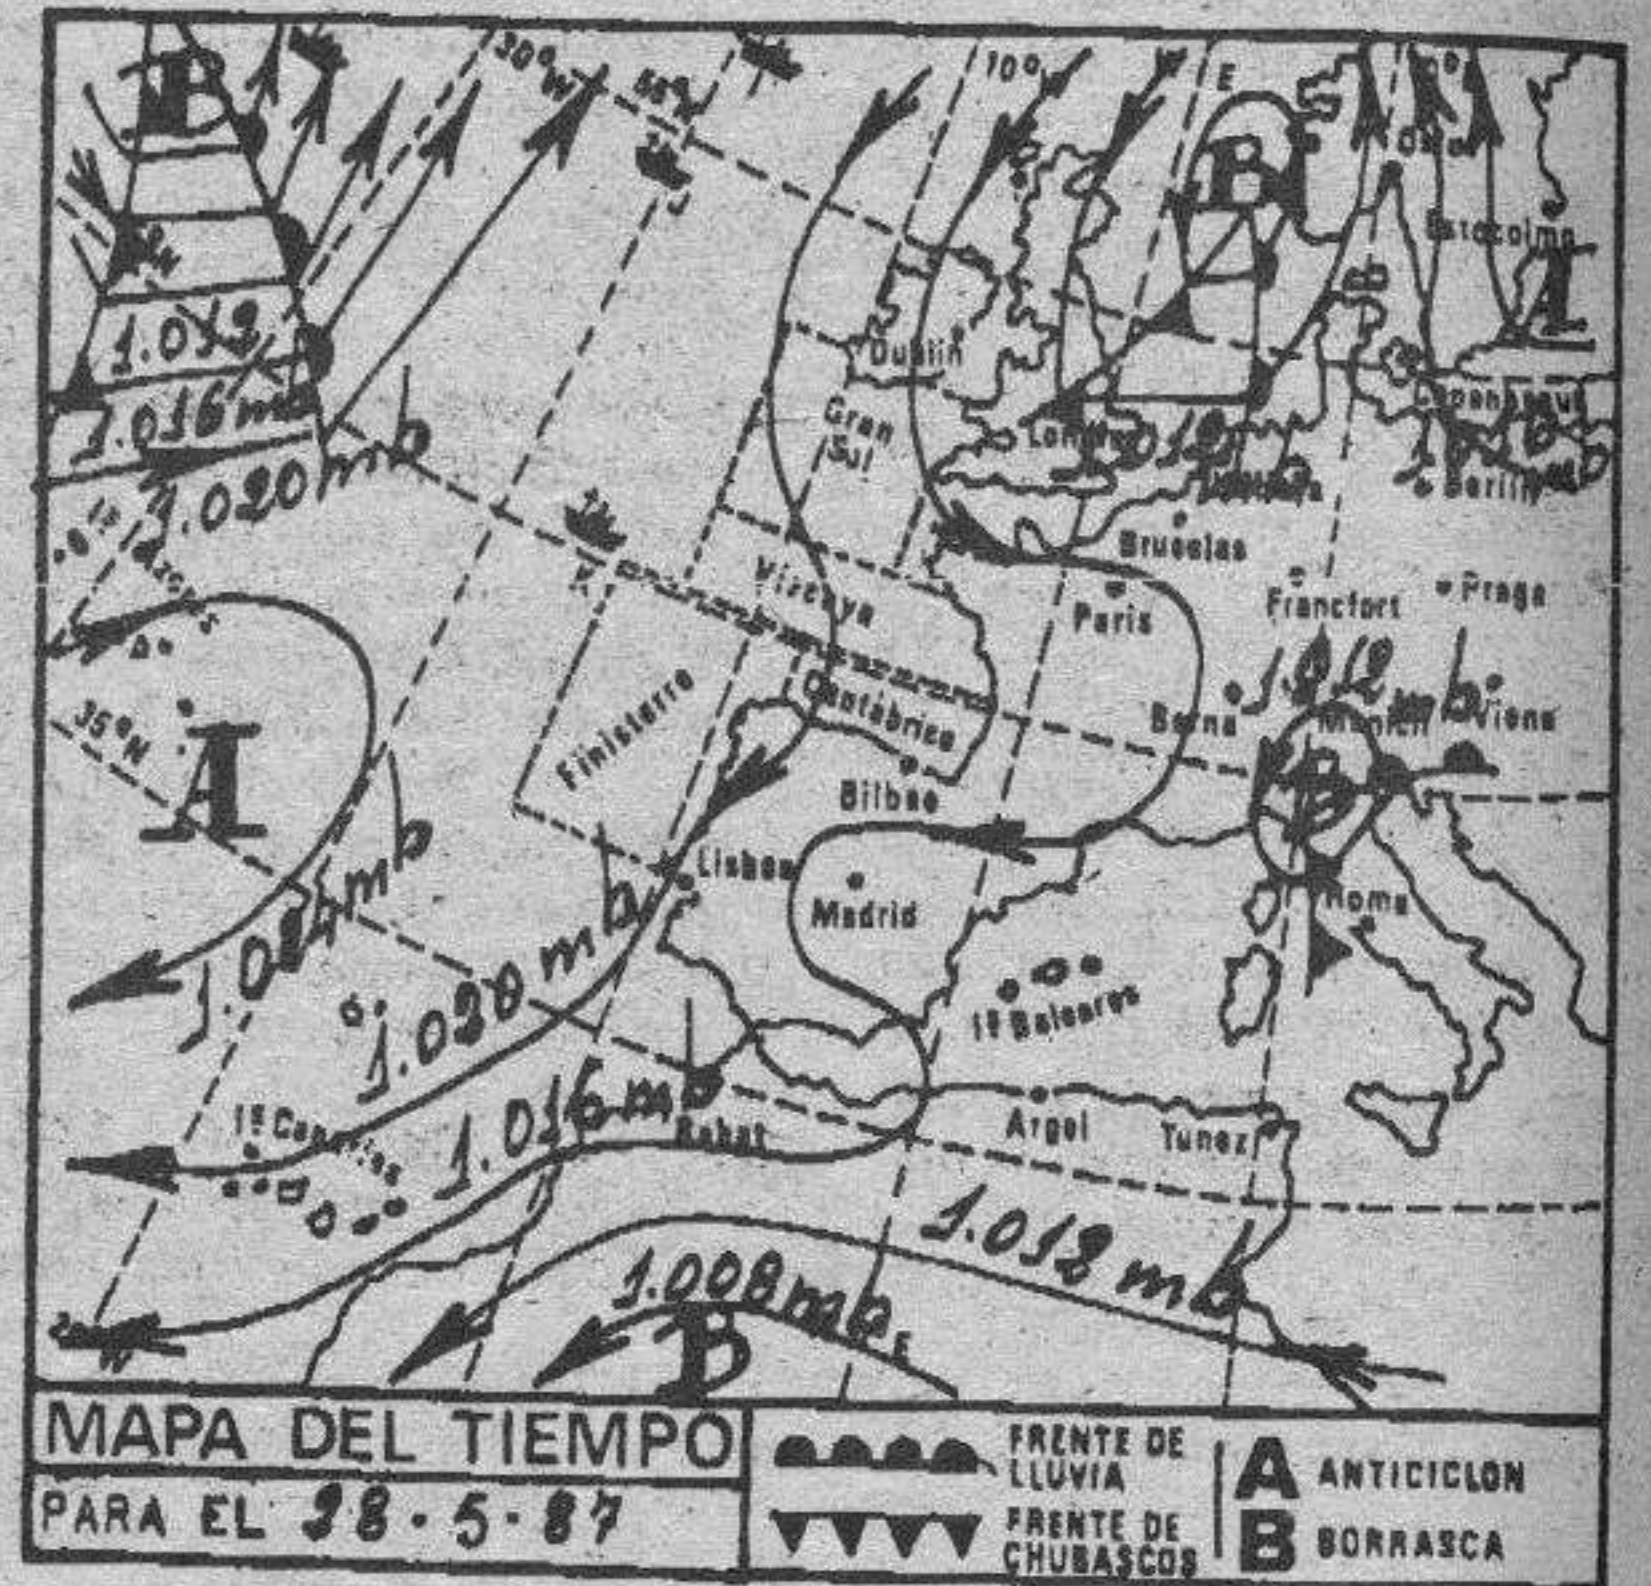 B
30°W
55°N
J
10°
E
B
Estocolmo
1.012
Dublin
1.016 mb
Gran
Sol
Copenhague
1.020 mb
Berlin
Bruselas
Is Azores
K
Vizcaya
Paris
Francfort
Praga
Finisterre
Cantábrico
1.012 mb
Berna
Munich
Viena
35°N
A
B
Bilbao
Lisboa
Madrid
Roma
1.024 mb
1.020 mb
Is Baleares
1.016 mb
Is Canarias
Rabat
Argel
Tunez
1.012 mb
1.008 mb
E
B
W
MAPA DEL TIEMPO
PARA EL 28.5.87
FRENTE DE
LLUVIA
FRENTE DE
CHUBASCOS
A ANTICICLON
B BORRASCA